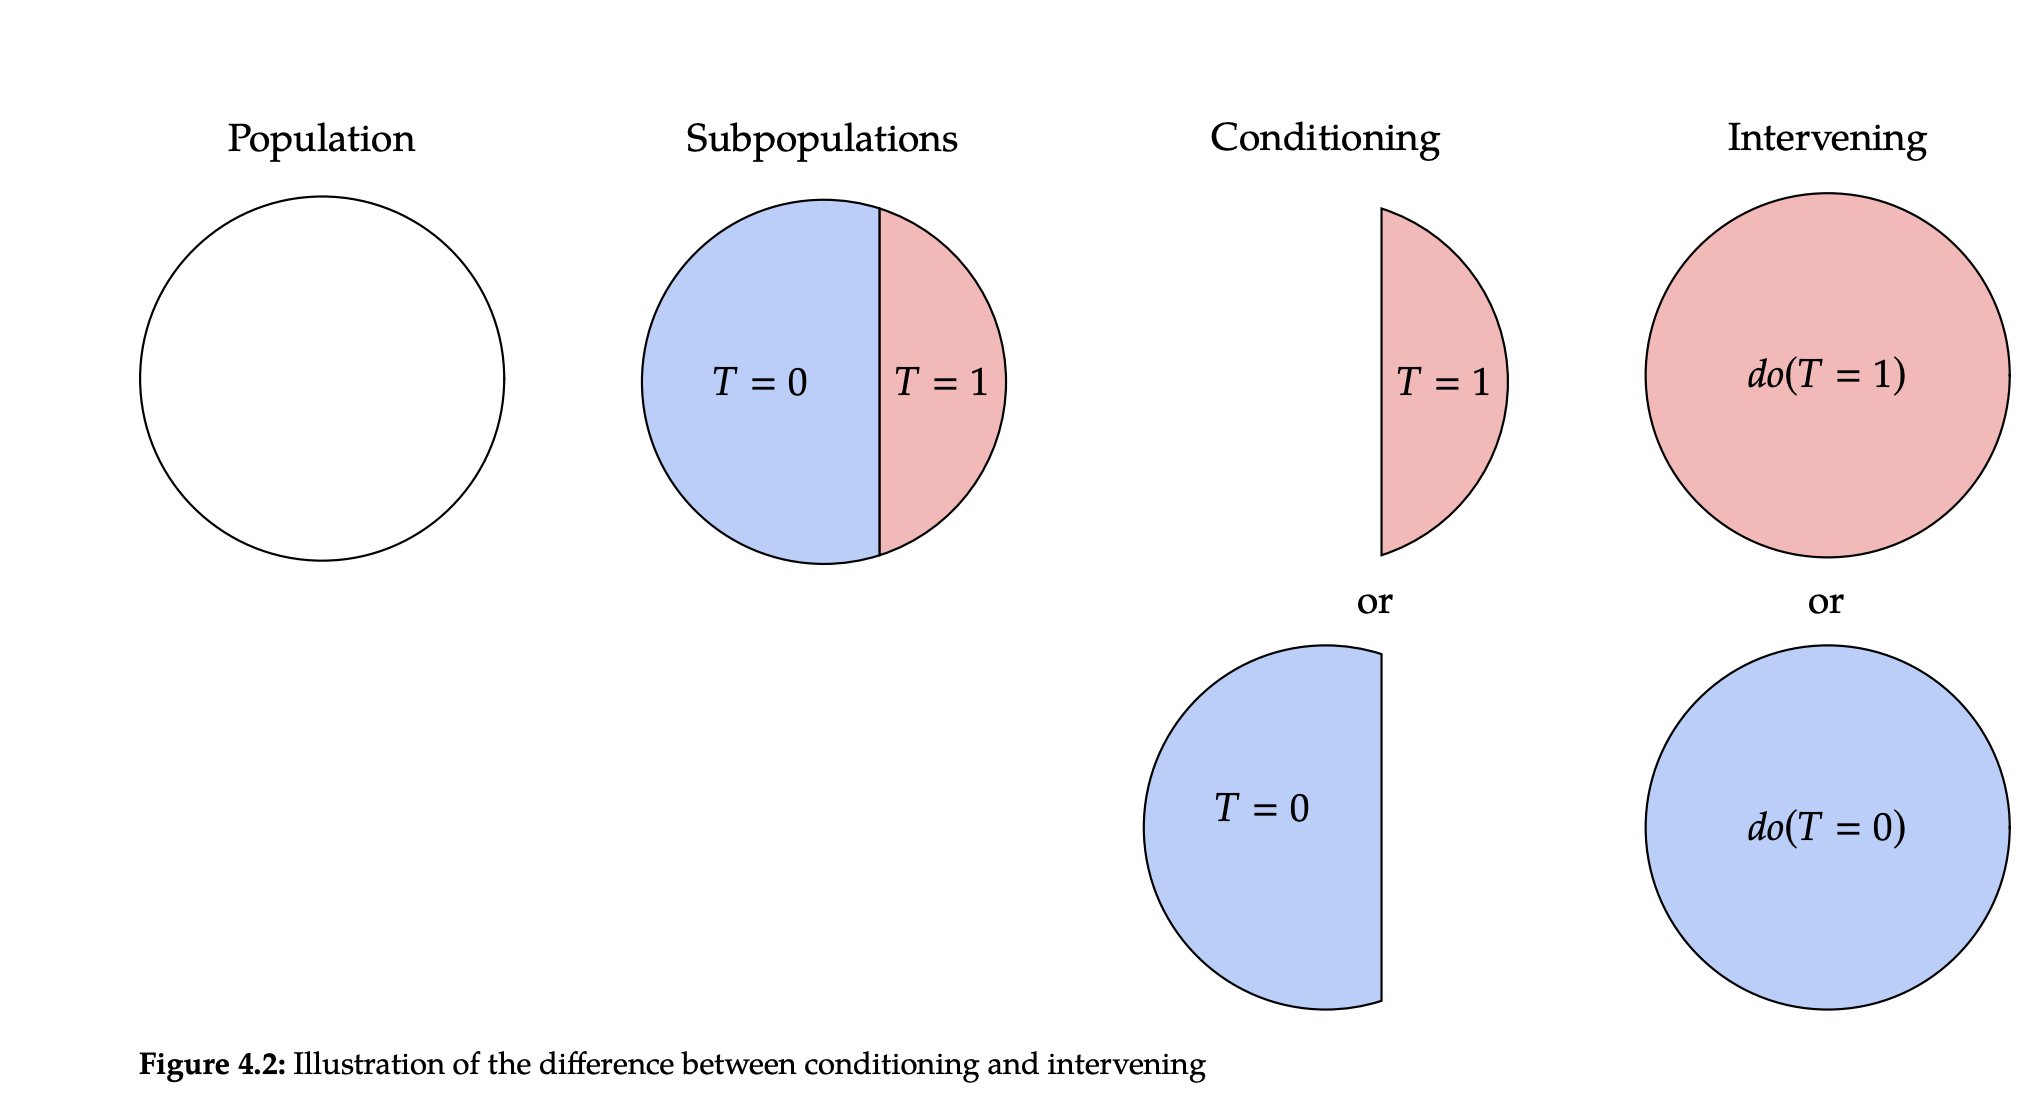 Population
Subpopulations
Conditioning
Intervening
T = 0
T = 1
T = 1
do(T = 1)
or
or
T = 0
do(T = 0)
Figure 4.2: Illustration of the difference between conditioning and intervening